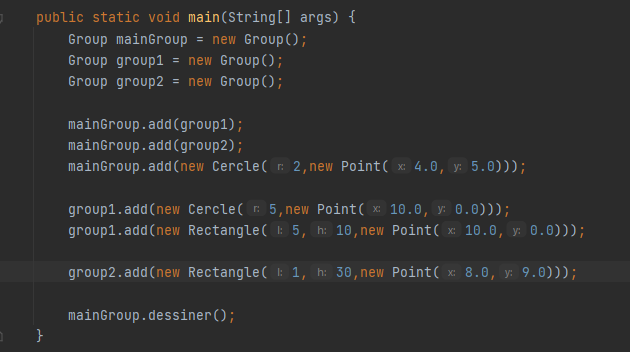 public static void main(String[] args) {
Group mainGroup = new Group();
Group group1 = new Group();
Group group2 = new Group();
mainGroup.add(group1);
mainGroup.add(group2);
mainGroup.add(new Cercle( r: 2,new Point( x: 4.0, y: 5.0)));
group1.add(new Cercle( r: 5,new Point( x: 10.0, y: 0.0)));
group1.add(new Rectangle( l: 5, h: 10,new Point( x: 10.0, y: 0.0)));
group2.add(new Rectangle( l: 1, h: 30,new Point( x: 8.0, y: 9.0)));
mainGroup.dessiner();
}